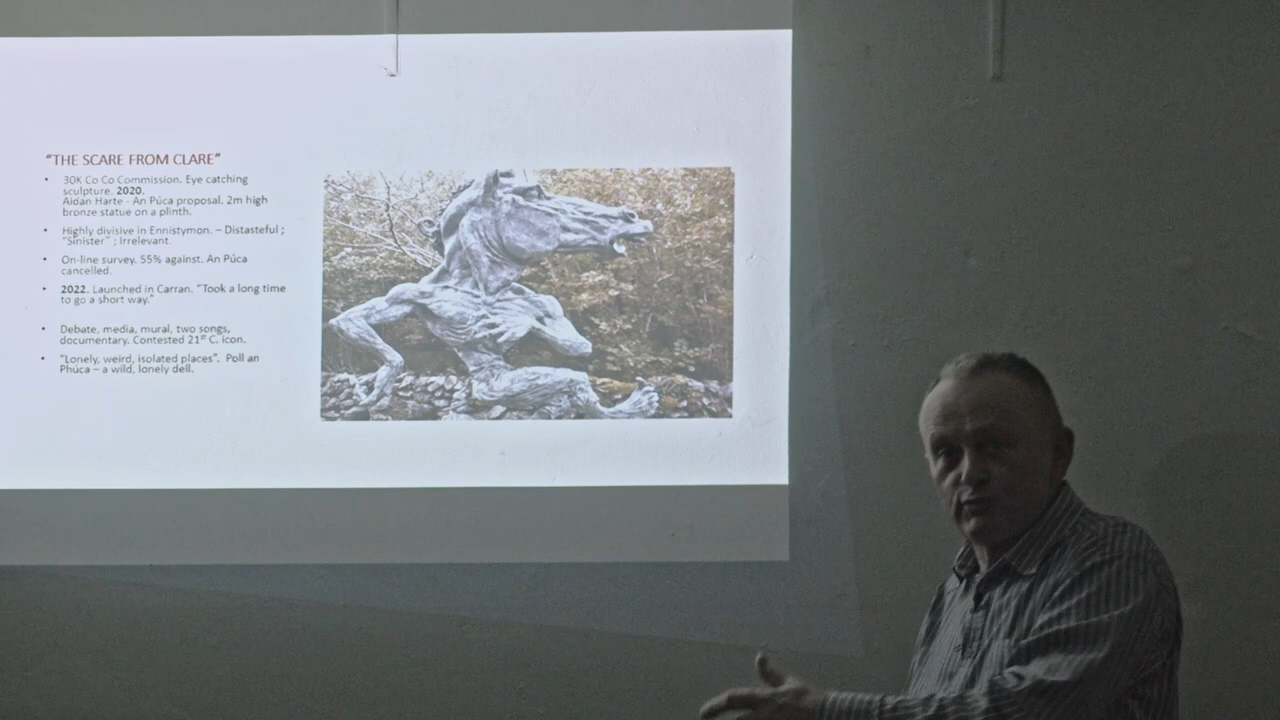 "THE SCARE FROM CLARE"
• 30K Co Co Commission. Eye catching
sculpture. 2020.
Aidan Harte - An Púca proposal. 2m high
bronze statue on a plinth.
• Highly divisive in Ennistymon. – Distasteful ;
"Sinister" ; Irrelevant.
• On-line survey. 55% against. An Púca
cancelled.
• 2022. Launched in Carran. "Took a long time
to go a short way."
• Debate, media, mural, two songs,
documentary. Contested 21st C. icon.
• "Lonely, weird, isolated places". Poll an
Phúca – a wild, lonely dell.